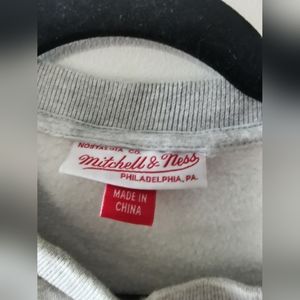 NOSTALGIA CO.
Mitchell & Ness
PHILADELPHIA, PA.
MADE IN
CHINA